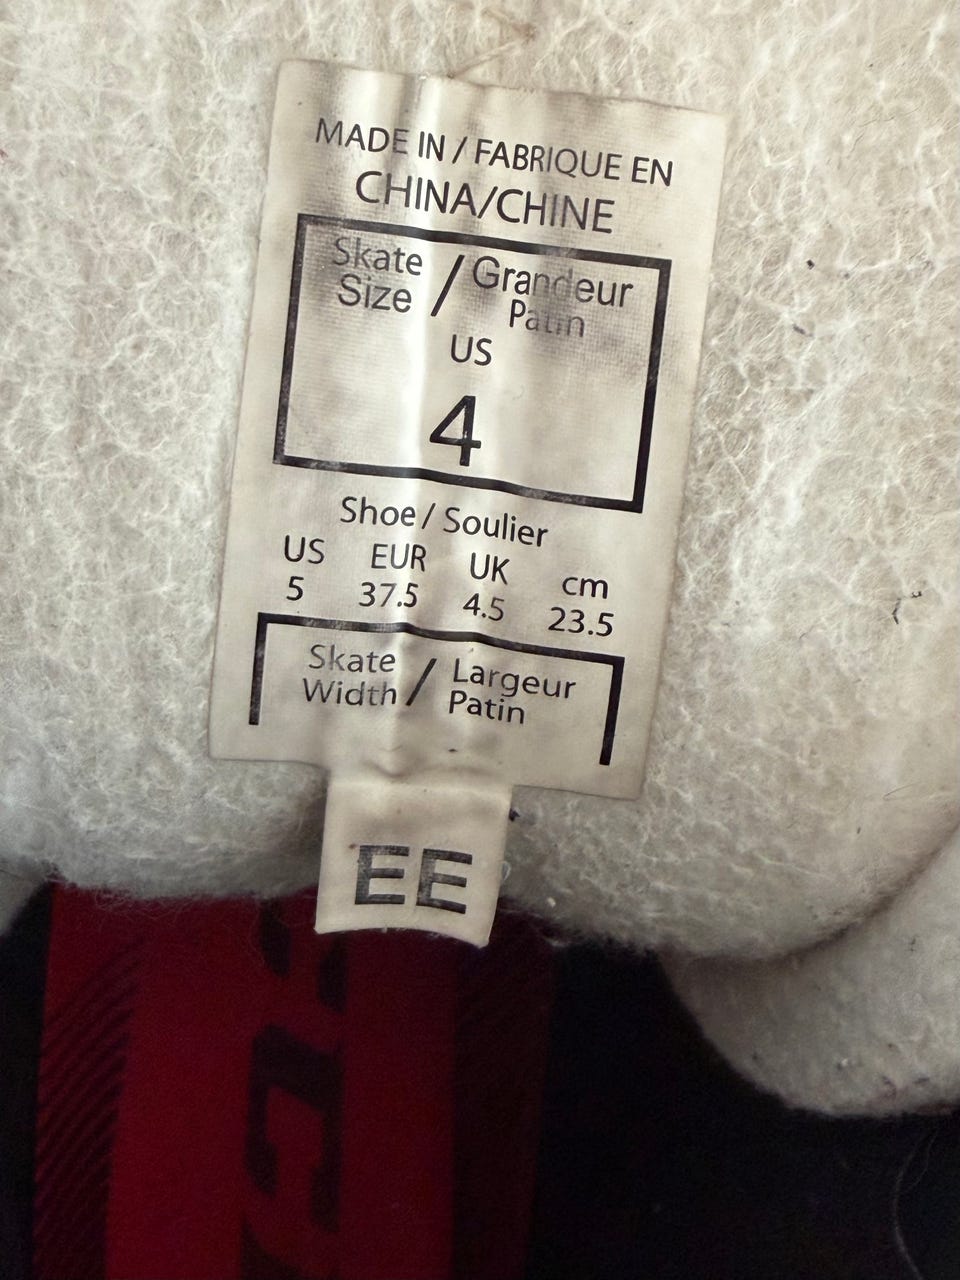 MADE IN / FABRIQUE EN
CHINA/CHINE
Skate Size / Grandeur Patin
US
4
Shoe / Soulier
US EUR UK cm
5 37.5 4.5 23.5
Skate Width / Largeur Patin
EE